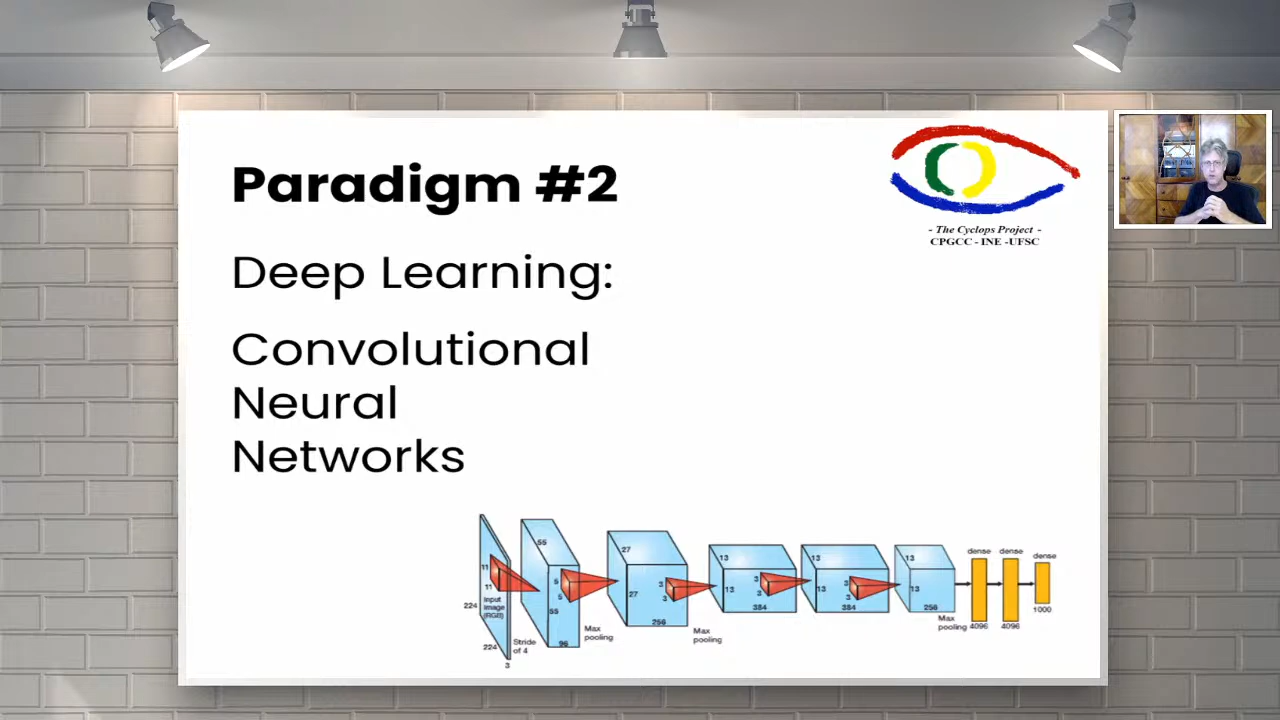 Paradigm #2
Deep Learning:
Convolutional
Neural
Networks
- The Cyclops Project -
CPGCC - INE -UFSC
224
11
11
Input
Image
(RGB)
224
3
Stride
of 4
55
5
5
55
96
Max
pooling
27
27
3
3
256
Max
pooling
13
13
3
3
384
13
13
3
3
384
13
13
256
Max
pooling
dense
4096
dense
4096
dense
1000